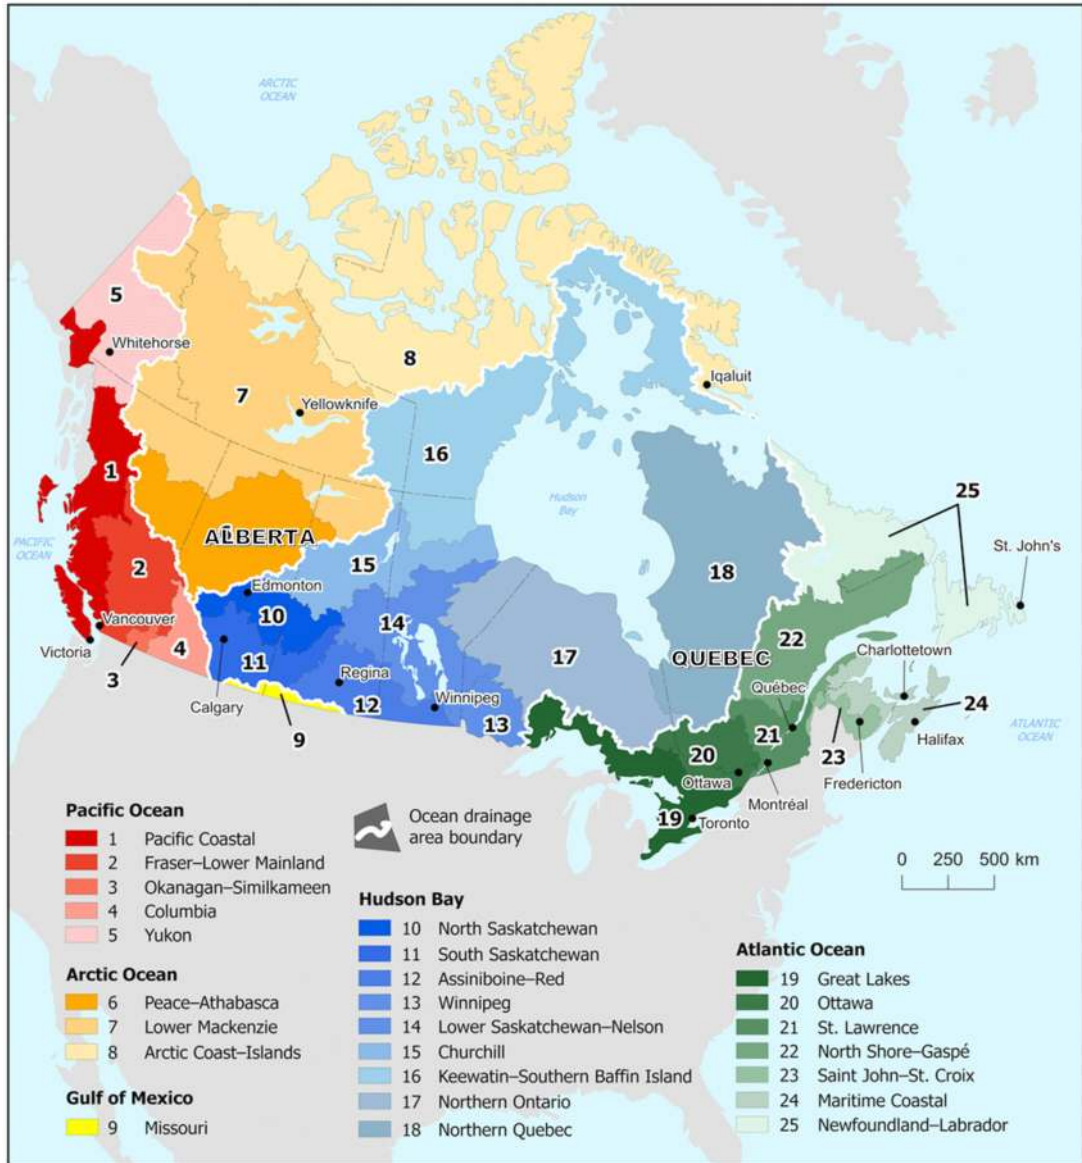 ARCTIC
OCEAN
5
Whitehorse
8
Iqaluit
7
Yellowknife
16
1
Hudson
Bay
25
PACIFIC
OCEAN
ALBERTA
St. John's
2
15
18
Edmonton
10
14
Vancouver
22
Charlottetown
Victoria
4
11
Regina
17
QUEBEC
Québec
3
Calgary
12
Winnipeg
24
9
13
21
ATLANTIC
OCEAN
20
23
Halifax
Ottawa
Fredericton
Montréal
19
Toronto
Ocean drainage
area boundary
0 250 500 km
Pacific Ocean
1 Pacific Coastal
2 Fraser–Lower Mainland
3 Okanagan–Similkameen
4 Columbia
5 Yukon
Arctic Ocean
6 Peace–Athabasca
7 Lower Mackenzie
8 Arctic Coast–Islands
Gulf of Mexico
9 Missouri
Hudson Bay
10 North Saskatchewan
11 South Saskatchewan
12 Assiniboine–Red
13 Winnipeg
14 Lower Saskatchewan–Nelson
15 Churchill
16 Keewatin–Southern Baffin Island
17 Northern Ontario
18 Northern Quebec
Atlantic Ocean
19 Great Lakes
20 Ottawa
21 St. Lawrence
22 North Shore–Gaspé
23 Saint John–St. Croix
24 Maritime Coastal
25 Newfoundland–Labrador